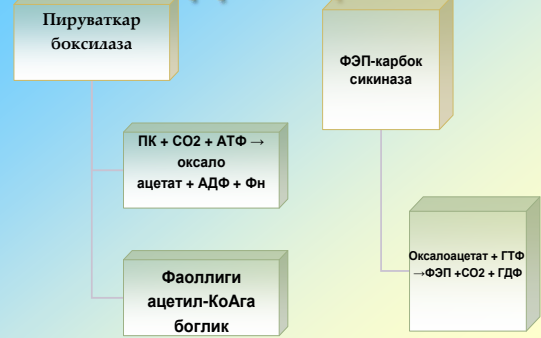 Пируваткар
боксилаза
ФЭП-карбок
сикиназа
ПК + СО2 + АТФ →
оксало
ацетат + АДФ + Фн
Фаоллиги
ацетил-КоАга
боглик
Оксалоацетат + ГТФ
→ФЭП +СО2 + ГДФ